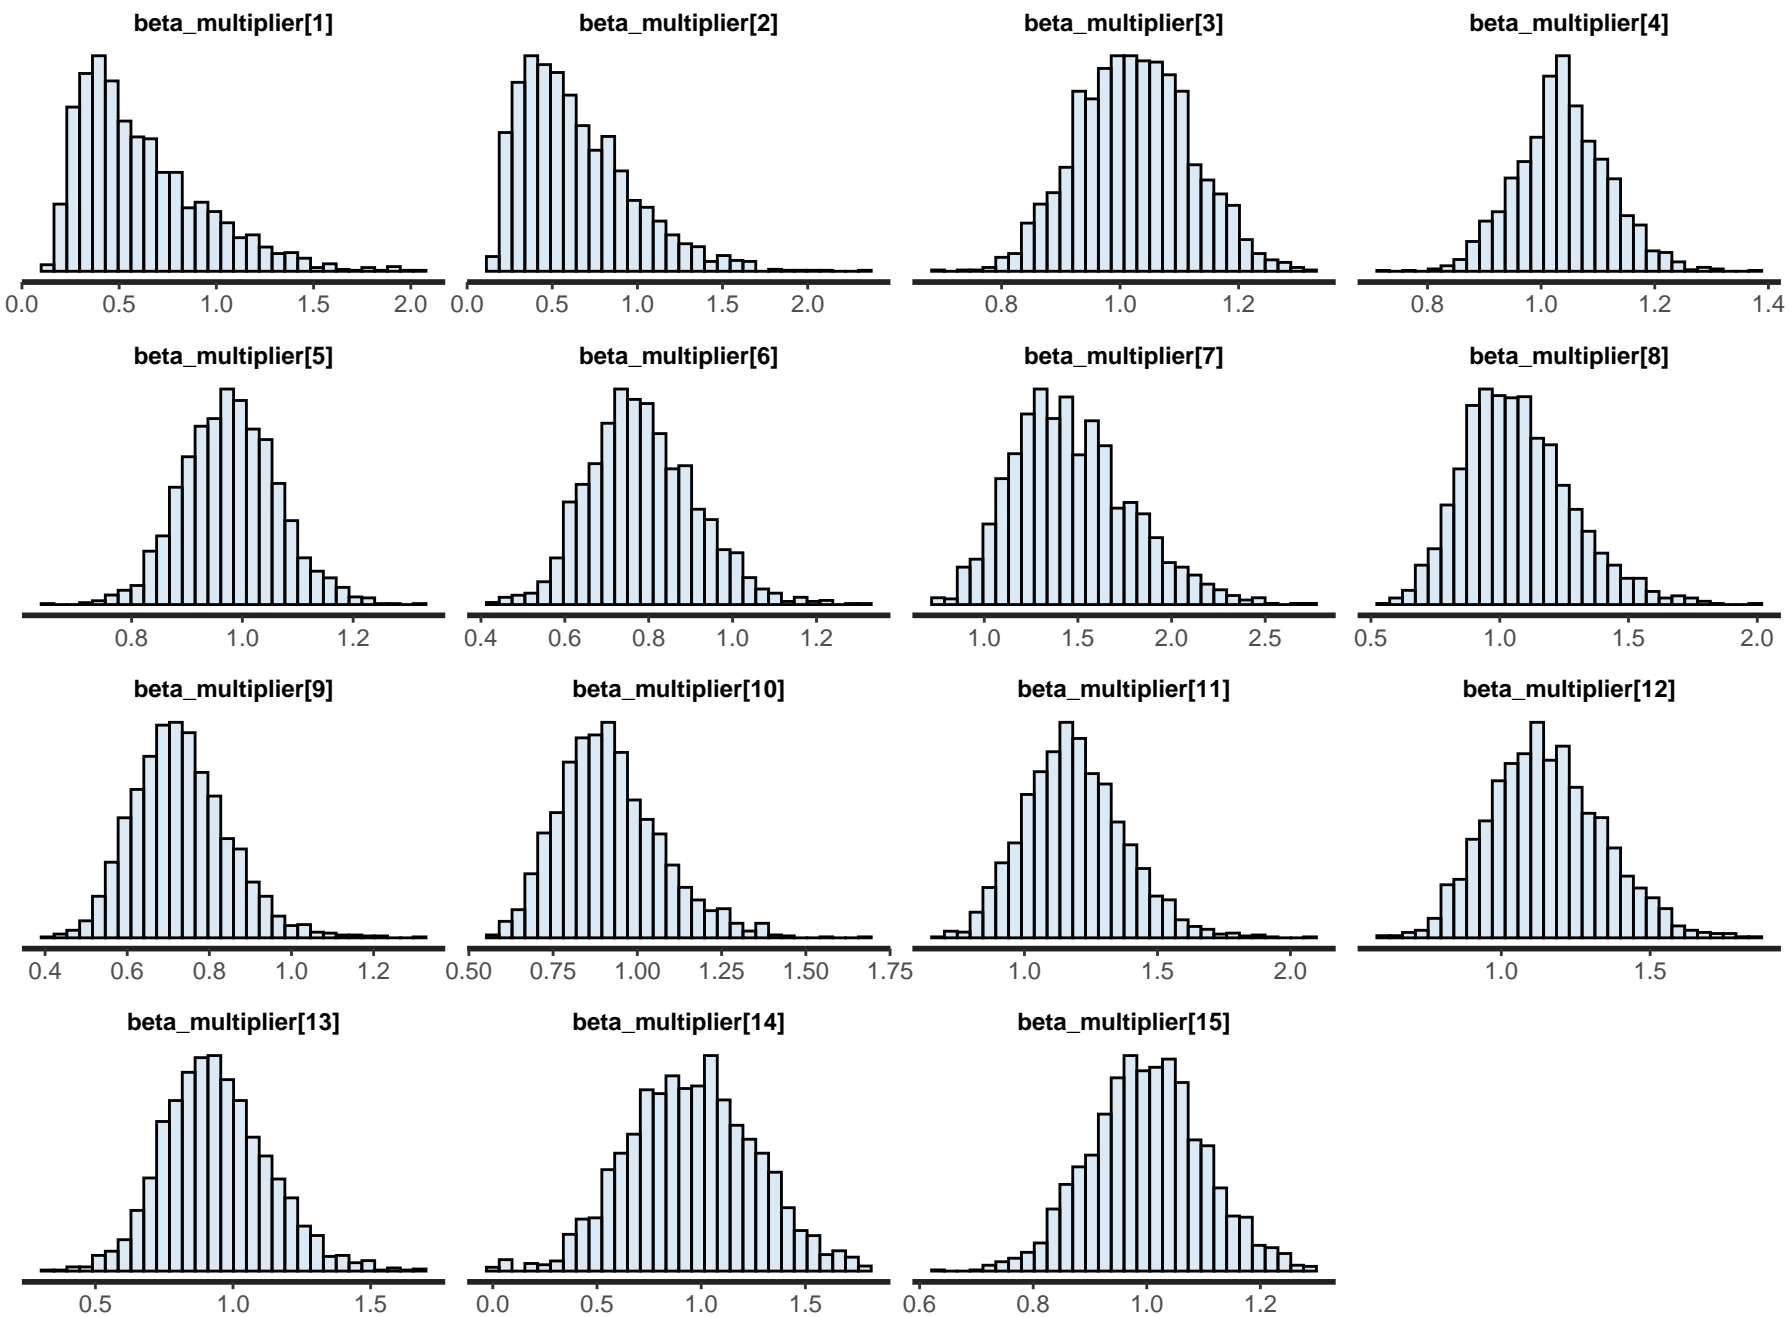 beta_multiplier[1] beta_multiplier[2] beta_multiplier[3] beta_multiplier[4]
0.0 0.5 1.0 1.5 2.0 0.0 0.5 1.0 1.5 2.0 0.8 1.0 1.2 0.8 1.0 1.2 1.4
beta_multiplier[5] beta_multiplier[6] beta_multiplier[7] beta_multiplier[8]
0.8 1.0 1.2 0.4 0.6 0.8 1.0 1.2 1.0 1.5 2.0 2.5 0.5 1.0 1.5 2.0
beta_multiplier[9] beta_multiplier[10] beta_multiplier[11] beta_multiplier[12]
0.4 0.6 0.8 1.0 1.2 0.50 0.75 1.00 1.25 1.50 1.75 1.0 1.5 2.0 1.0 1.5
beta_multiplier[13] beta_multiplier[14] beta_multiplier[15]
0.5 1.0 1.5 0.0 0.5 1.0 1.5 0.6 0.8 1.0 1.2